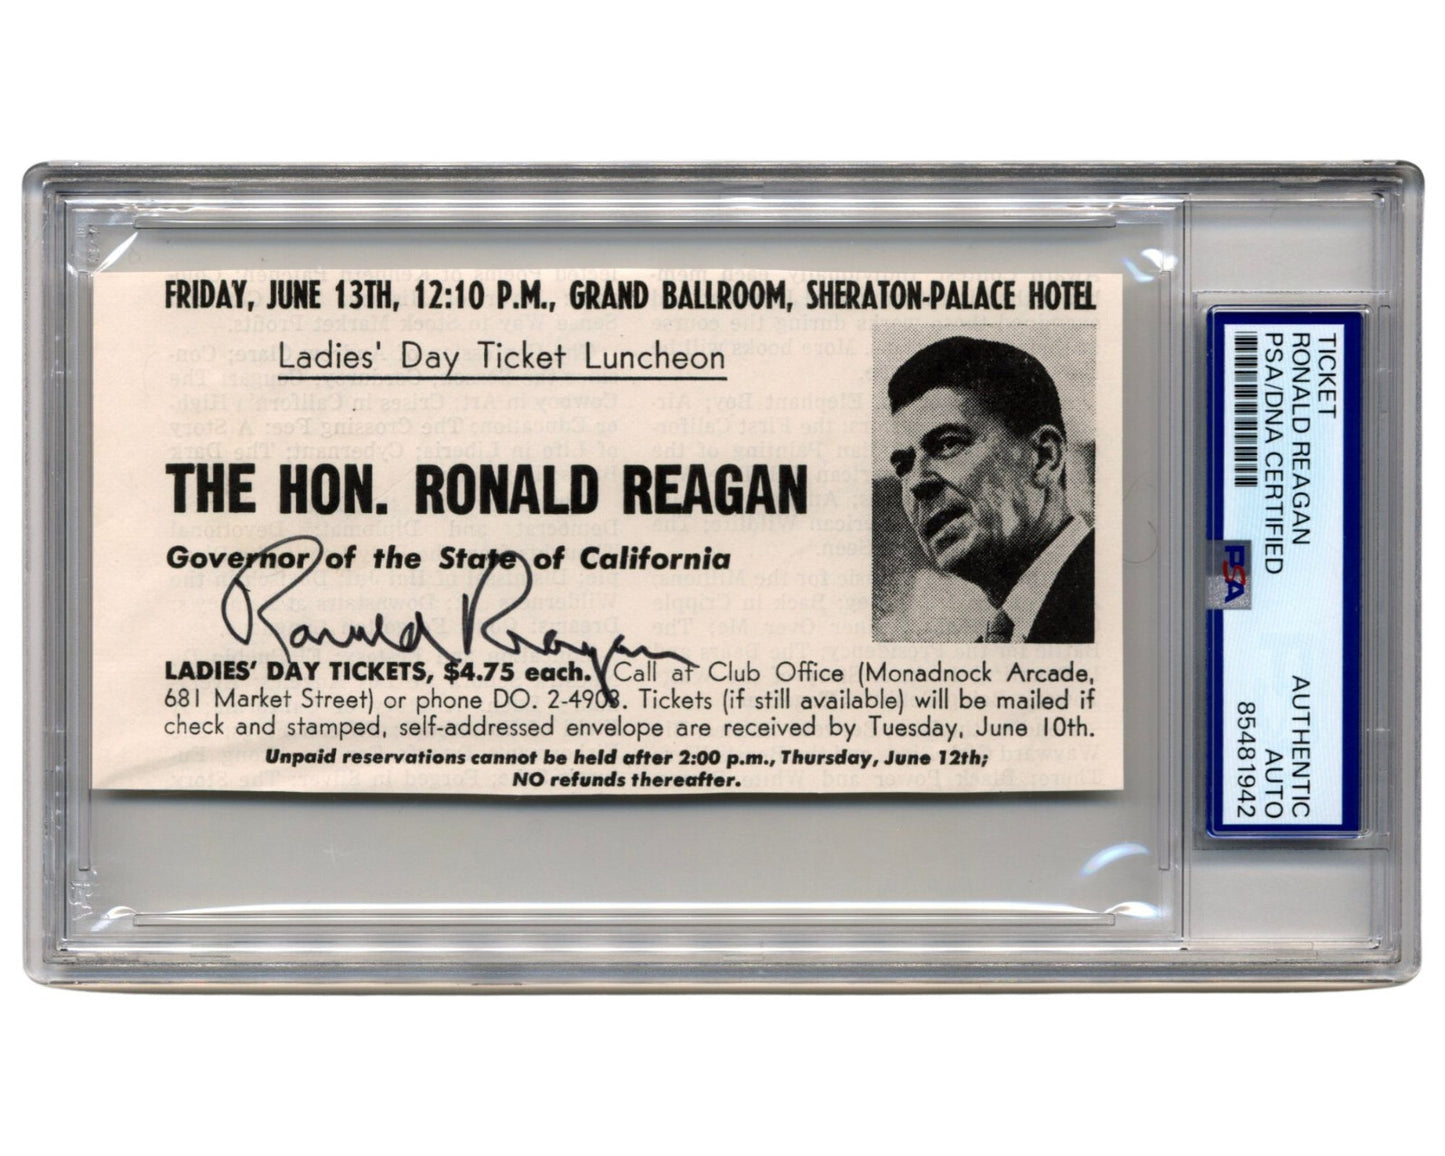 FRIDAY, JUNE 13TH, 12:10 P.M., GRAND BALLROOM, SHERATON-PALACE HOTEL
Ladies' Day Ticket Luncheon
THE HON. RONALD REAGAN
Governor of the State of California
Ronald Reagan
LADIES' DAY TICKETS, $4.75 each. Call at Club Office (Monadnock Arcade,
681 Market Street) or phone DO. 2-4903. Tickets (if still available) will be mailed if
check and stamped, self-addressed envelope are received by Tuesday, June 10th.
Unpaid reservations cannot be held after 2:00 p.m., Thursday, June 12th;
NO refunds thereafter.
TICKET
RONALD REAGAN
PSA/DNA CERTIFIED
AUTHENTIC
AUTO
85481942
PSA